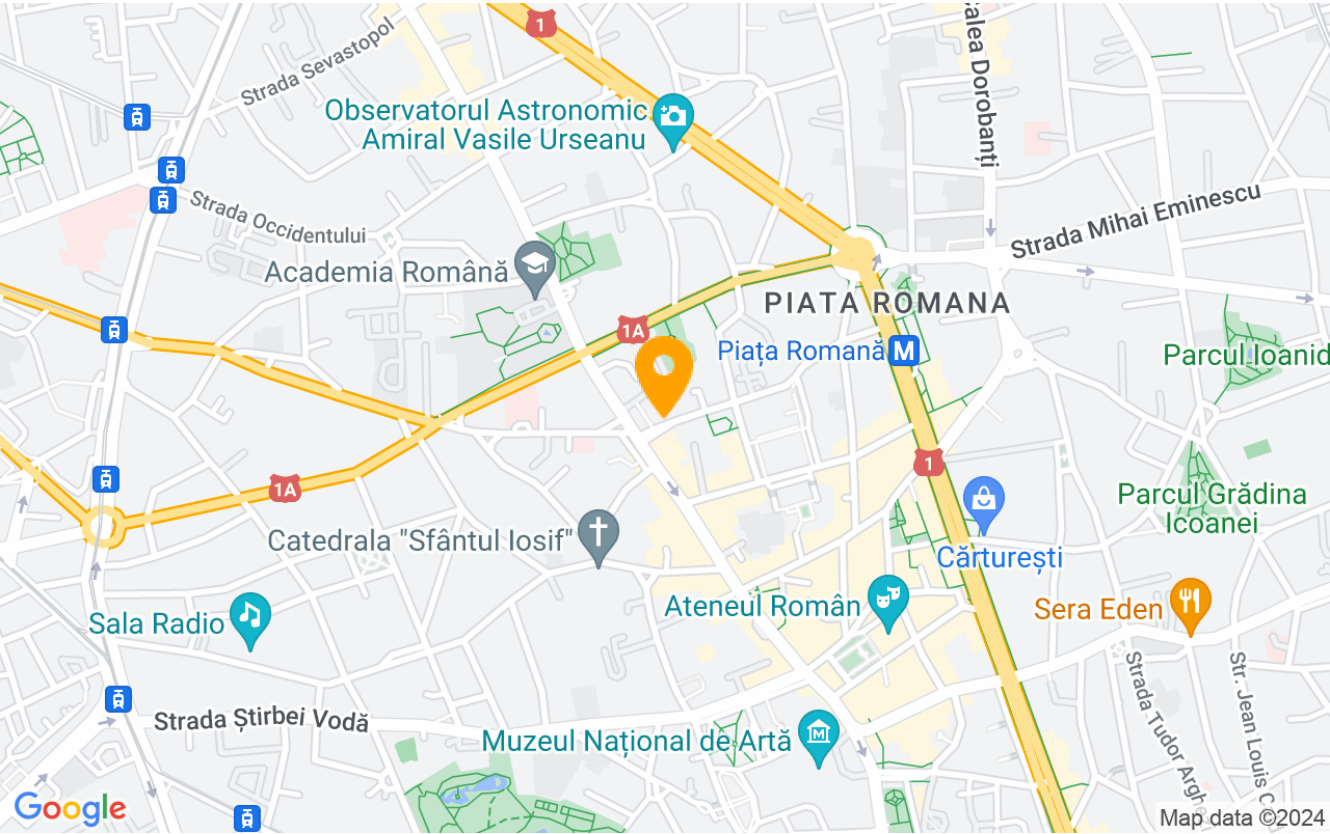 1
Calea Dorobanți
Strada Sevastopol
Observatorul Astronomic
Amiral Vasile Urseanu
Strada Occidentului
Strada Mihai Eminescu
Academia Română
PIATA ROMANA
1A
Piața Romană
M
Parcul Ioanid
1A
1
Parcul Grădina
Icoanei
Catedrala "Sfântul Iosif"
Cărturești
Ateneul Român
Sera Eden
Sala Radio
Strada Știrbei Vodă
Strada Tudor Arghe
Str. Jean Louis C
Muzeul Național de Artă
M
Google
Map data ©2024